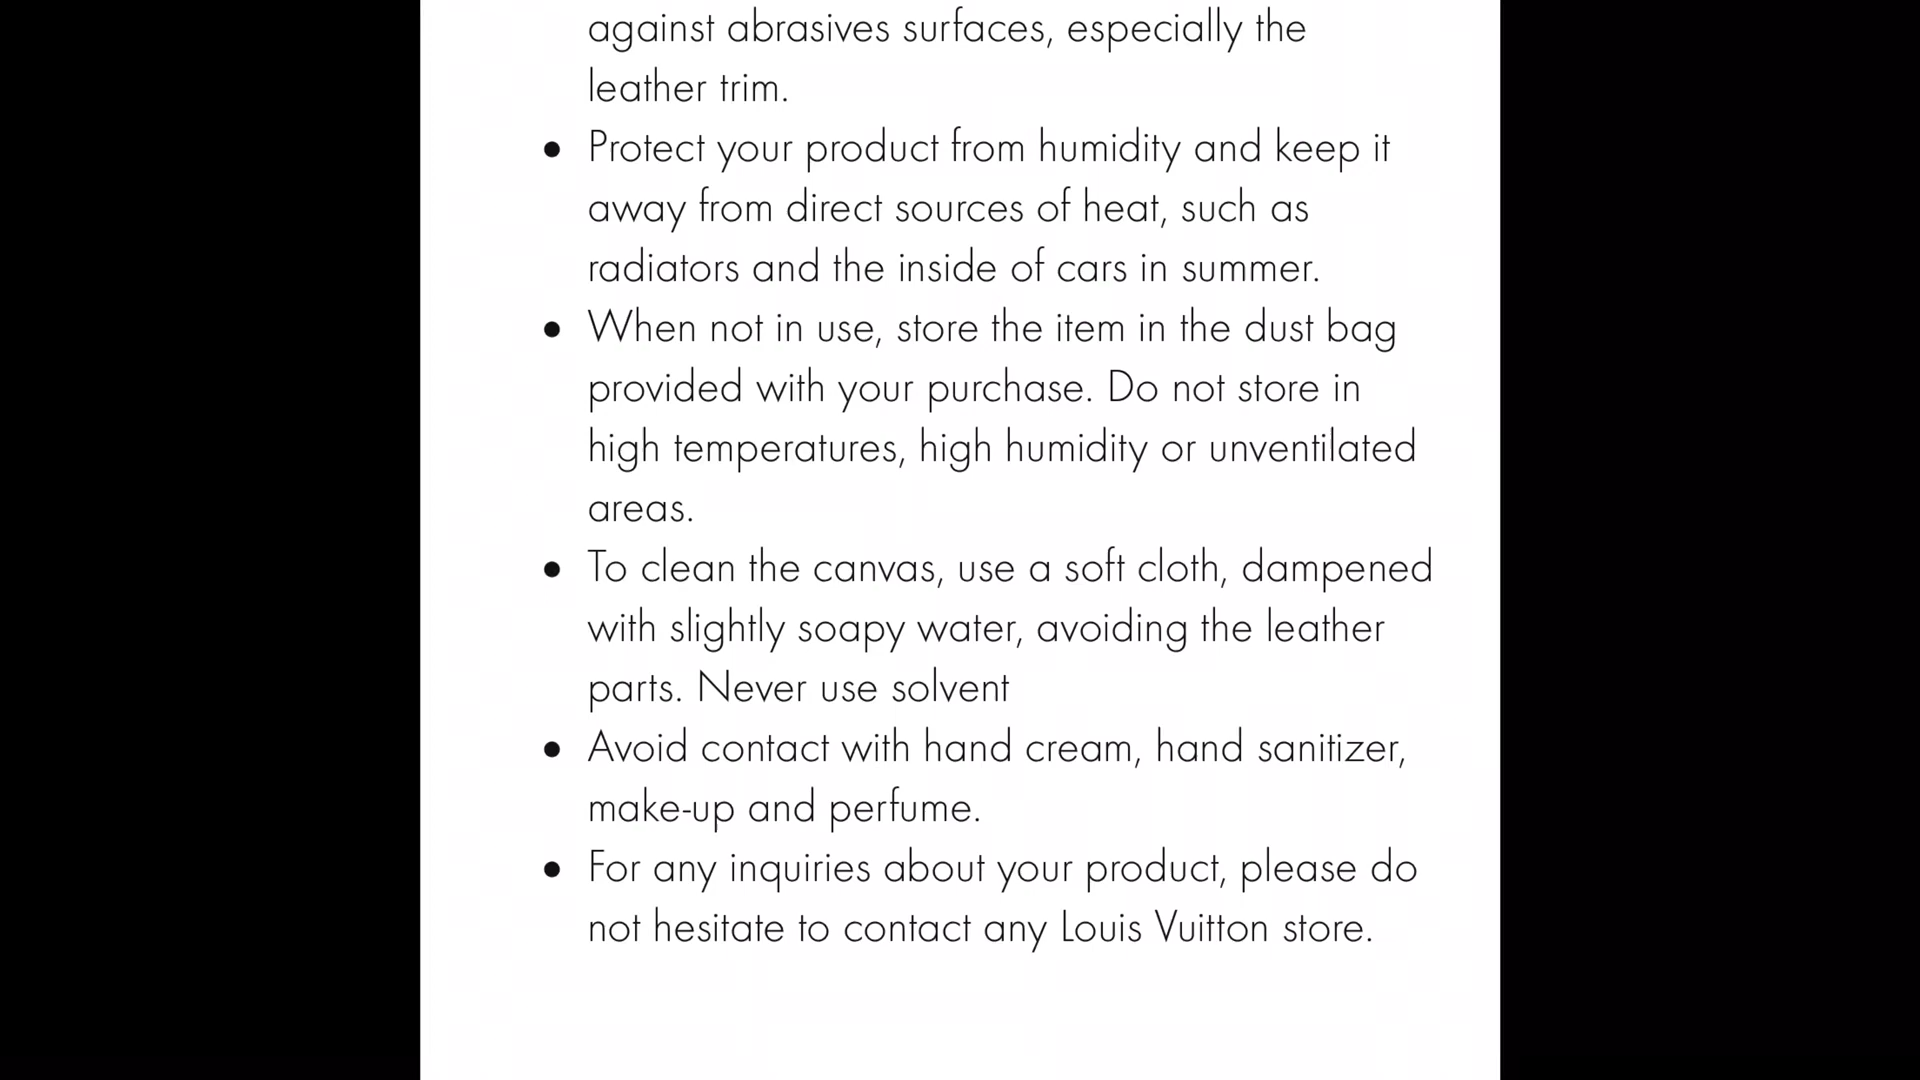 against abrasives surfaces, especially the
leather trim.
• Protect your product from humidity and keep it
away from direct sources of heat, such as
radiators and the inside of cars in summer.
• When not in use, store the item in the dust bag
provided with your purchase. Do not store in
high temperatures, high humidity or unventilated
areas.
• To clean the canvas, use a soft cloth, dampened
with slightly soapy water, avoiding the leather
parts. Never use solvent
• Avoid contact with hand cream, hand sanitizer,
make-up and perfume.
• For any inquiries about your product, please do
not hesitate to contact any Louis Vuitton store.